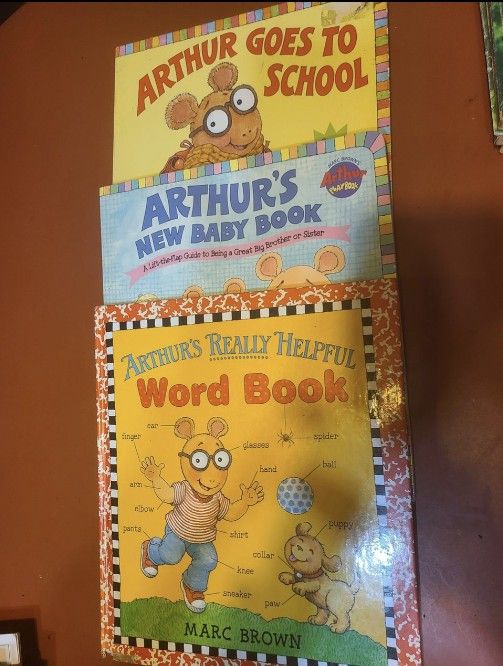 ARTHUR GOES TO
SCHOOL
MARC BROWN'S
Arthur
PLAYBOOK
ARTHUR'S
NEW BABY BOOK
A Lift-the-Flap Guide to Being a Great Big Brother or Sister
ARTHUR'S REALLY HELPFUL
Word Book
ear
finger
glasses
spider
hand
ball
arm
elbow
pants
shirt
puppy
collar
knee
sneaker
paw
MARC BROWN